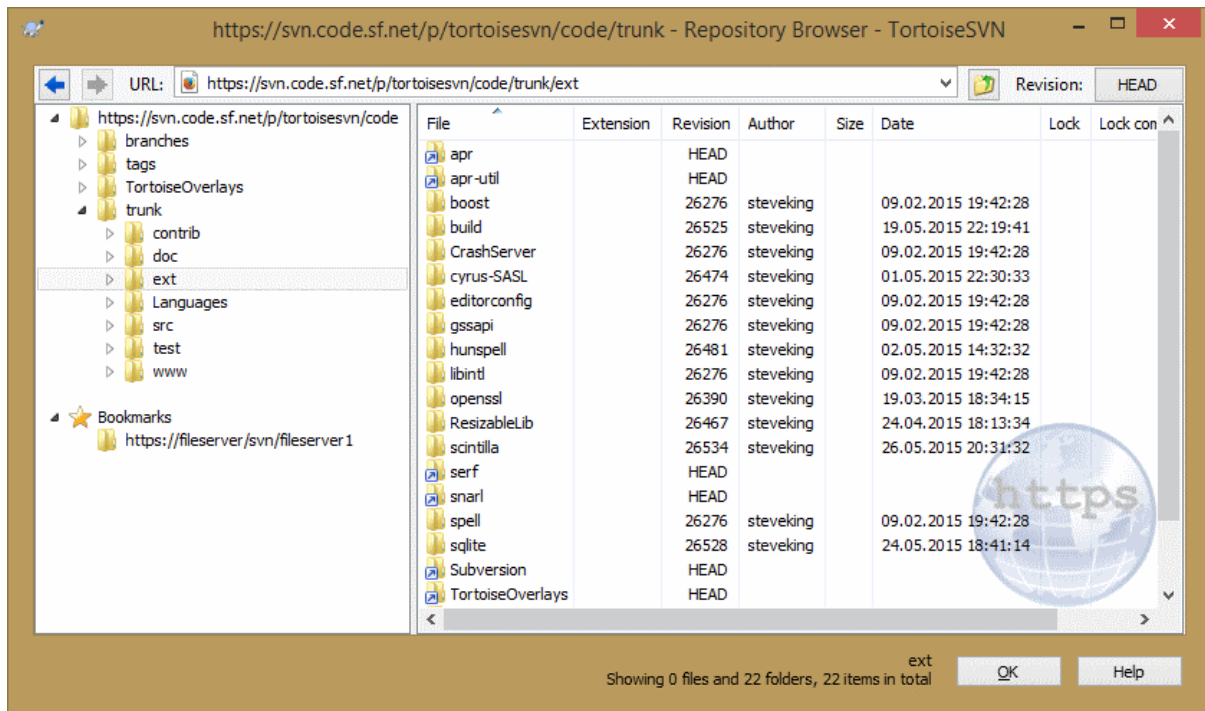 https://svn.code.sf.net/p/tortoisesvn/code/trunk - Repository Browser - TortoiseSVN
URL: https://svn.code.sf.net/p/tortoisesvn/code/trunk/ext Revision: HEAD
https://svn.code.sf.net/p/tortoisesvn/code
branches
tags
TortoiseOverlays
trunk
contrib
doc
ext
Languages
src
test
www
Bookmarks
https://fileserver/svn/fileserver1
File Extension Revision Author Size Date Lock Lock com
apr HEAD
apr-util HEAD
boost 26276 steveking 09.02.2015 19:42:28
build 26525 steveking 19.05.2015 22:19:41
CrashServer 26276 steveking 09.02.2015 19:42:28
cyrus-SASL 26474 steveking 01.05.2015 22:30:33
editorconfig 26276 steveking 09.02.2015 19:42:28
gssapi 26276 steveking 09.02.2015 19:42:28
hunspell 26481 steveking 02.05.2015 14:32:32
libintl 26276 steveking 09.02.2015 19:42:28
openssl 26390 steveking 19.03.2015 18:34:15
ResizableLib 26467 steveking 24.04.2015 18:13:34
scintilla 26534 steveking 26.05.2015 20:31:32
serf HEAD
snarl HEAD
spell 26276 steveking 09.02.2015 19:42:28
sqlite 26528 steveking 24.05.2015 18:41:14
Subversion HEAD
TortoiseOverlays HEAD
https
ext
Showing 0 files and 22 folders, 22 items in total
OK Help